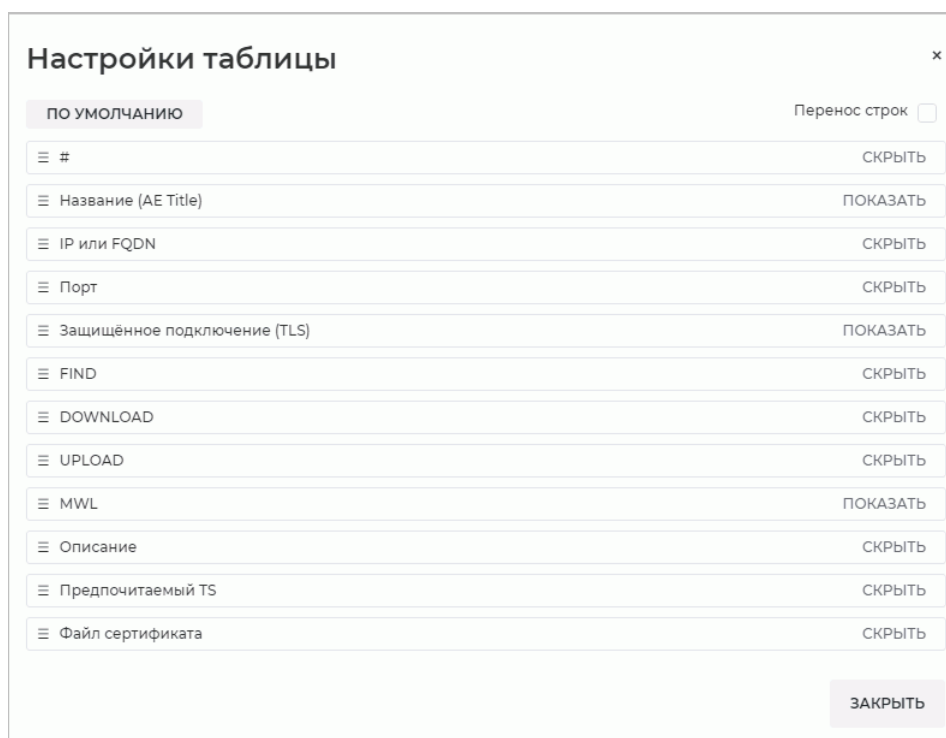 Настройки таблицы ×
ПО УМОЛЧАНИЮ Перенос строк
# СКРЫТЬ
Название (AE Title) ПОКАЗАТЬ
IP или FQDN СКРЫТЬ
Порт СКРЫТЬ
Защищённое подключение (TLS) ПОКАЗАТЬ
FIND СКРЫТЬ
DOWNLOAD СКРЫТЬ
UPLOAD СКРЫТЬ
MWL ПОКАЗАТЬ
Описание СКРЫТЬ
Предпочитаемый TS СКРЫТЬ
Файл сертификата СКРЫТЬ
ЗАКРЫТЬ